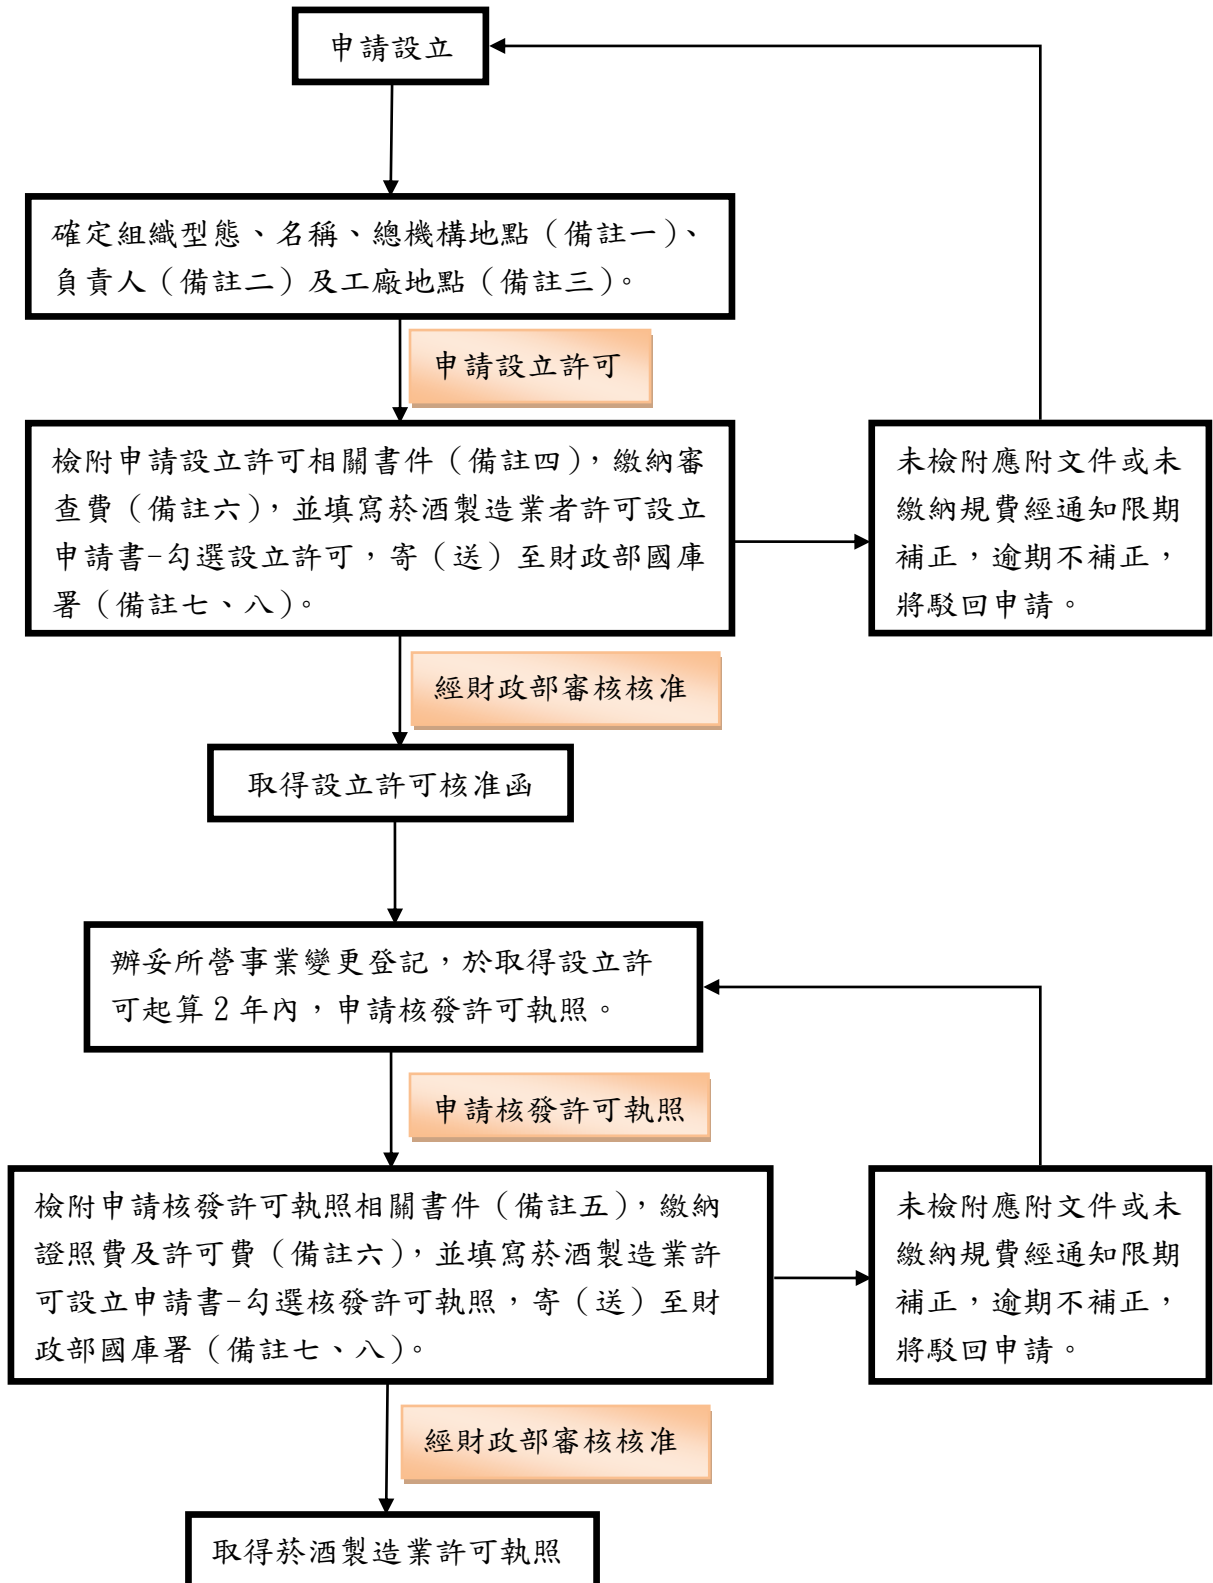 申請設立
確定組織型態、名稱、總機構地點（備註一）、
負責人（備註二）及工廠地點（備註三）。
申請設立許可
檢附申請設立許可相關書件（備註四），繳納審
查費（備註六），並填寫菸酒製造業者許可設立
申請書-勾選設立許可，寄（送）至財政部國庫
署（備註七、八）。
未檢附應附文件或未
繳納規費經通知限期
補正，逾期不補正，
將駁回申請。
經財政部審核核准
取得設立許可核准函
辦妥所營事業變更登記，於取得設立許
可起算 2 年內，申請核發許可執照。
申請核發許可執照
檢附申請核發許可執照相關書件（備註五），繳納
證照費及許可費（備註六），並填寫菸酒製造業許
可設立申請書-勾選核發許可執照，寄（送）至財
政部國庫署（備註七、八）。
未檢附應附文件或未
繳納規費經通知限期
補正，逾期不補正，
將駁回申請。
經財政部審核核准
取得菸酒製造業許可執照